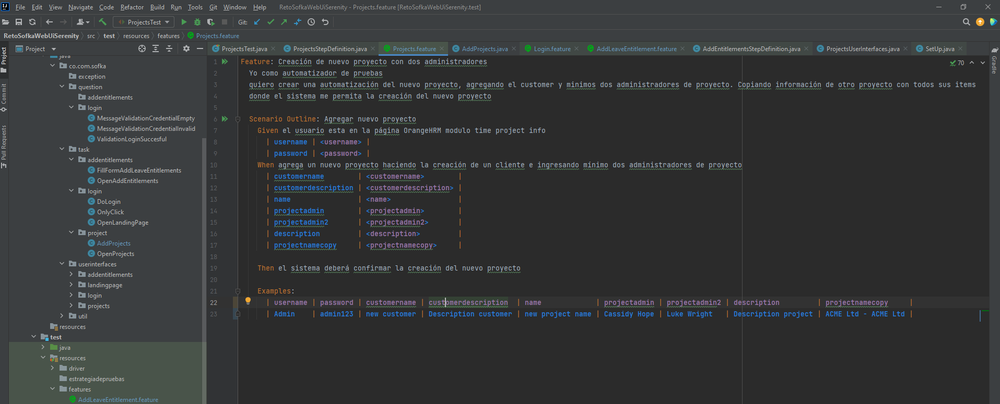 File Edit View Navigate Code Refactor Build Run Tools Git Window Help RetoSofkaWebUiSerenity - Projects.feature [RetoSofkaWebUiSerenity.test]
ProjectsTest Git:
RetoSofkaWebUiSerenity src test resources features Projects.feature
Project
ProjectsTest.java ProjectsStepDefinition.java Projects.feature AddProjects.java Login.feature AddLeaveEntitlement.feature AddEntitlementsStepDefinition.java ProjectsUserInterfaces.java SetUp.java
Project
Commit
Pull Requests
Gradle
java
co.com.sofka
exception
question
addentitlements
login
MessageValidationCredentialEmpty
MessageValidationCredentialInvalid
ValidationLoginSuccesful
task
addentitlements
FillFormAddLeaveEntitlements
OpenAddEntitlements
login
DoLogin
OnlyClick
OpenLandingPage
project
AddProjects
OpenProjects
userinterfaces
addentitlements
landingpage
login
projects
util
resources
test
java
resources
driver
estrategiadepruebas
features
AddLeaveEntitlement.feature
70
1 Feature: Creación de nuevo proyecto con dos administradores
2 Yo como automatizador de pruebas
3 quiero crear una automatización del nuevo proyecto, agregando el customer y minimos dos administradores de proyecto. Copiando información de otro proyecto con todos sus items
4 donde el sistema me permita la creación del nuevo proyecto
5
6 Scenario Outline: Agregar nuevo proyecto
7 Given el usuario esta en la página OrangeHRM modulo time project info
8 | username | <username> |
9 | password | <password> |
10 When agrega un nuevo proyecto haciendo la creación de un cliente e ingresando mínimo dos administradores de proyecto
11 | customername | <customername> |
12 | customerdescription | <customerdescription> |
13 | name | <name> |
14 | projectadmin | <projectadmin> |
15 | projectadmin2 | <projectadmin2> |
16 | description | <description> |
17 | projectnamecopy | <projectnamecopy> |
18
19 Then el sistema deberá confirmar la creación del nuevo proyecto
20
21 Examples:
22 | username | password | customername | customerdescription | name | projectadmin | projectadmin2 | description | projectnamecopy |
23 | Admin | admin123 | new customer | Description customer | new project name | Cassidy Hope | Luke Wright | Description project | ACME Ltd - ACME Ltd |